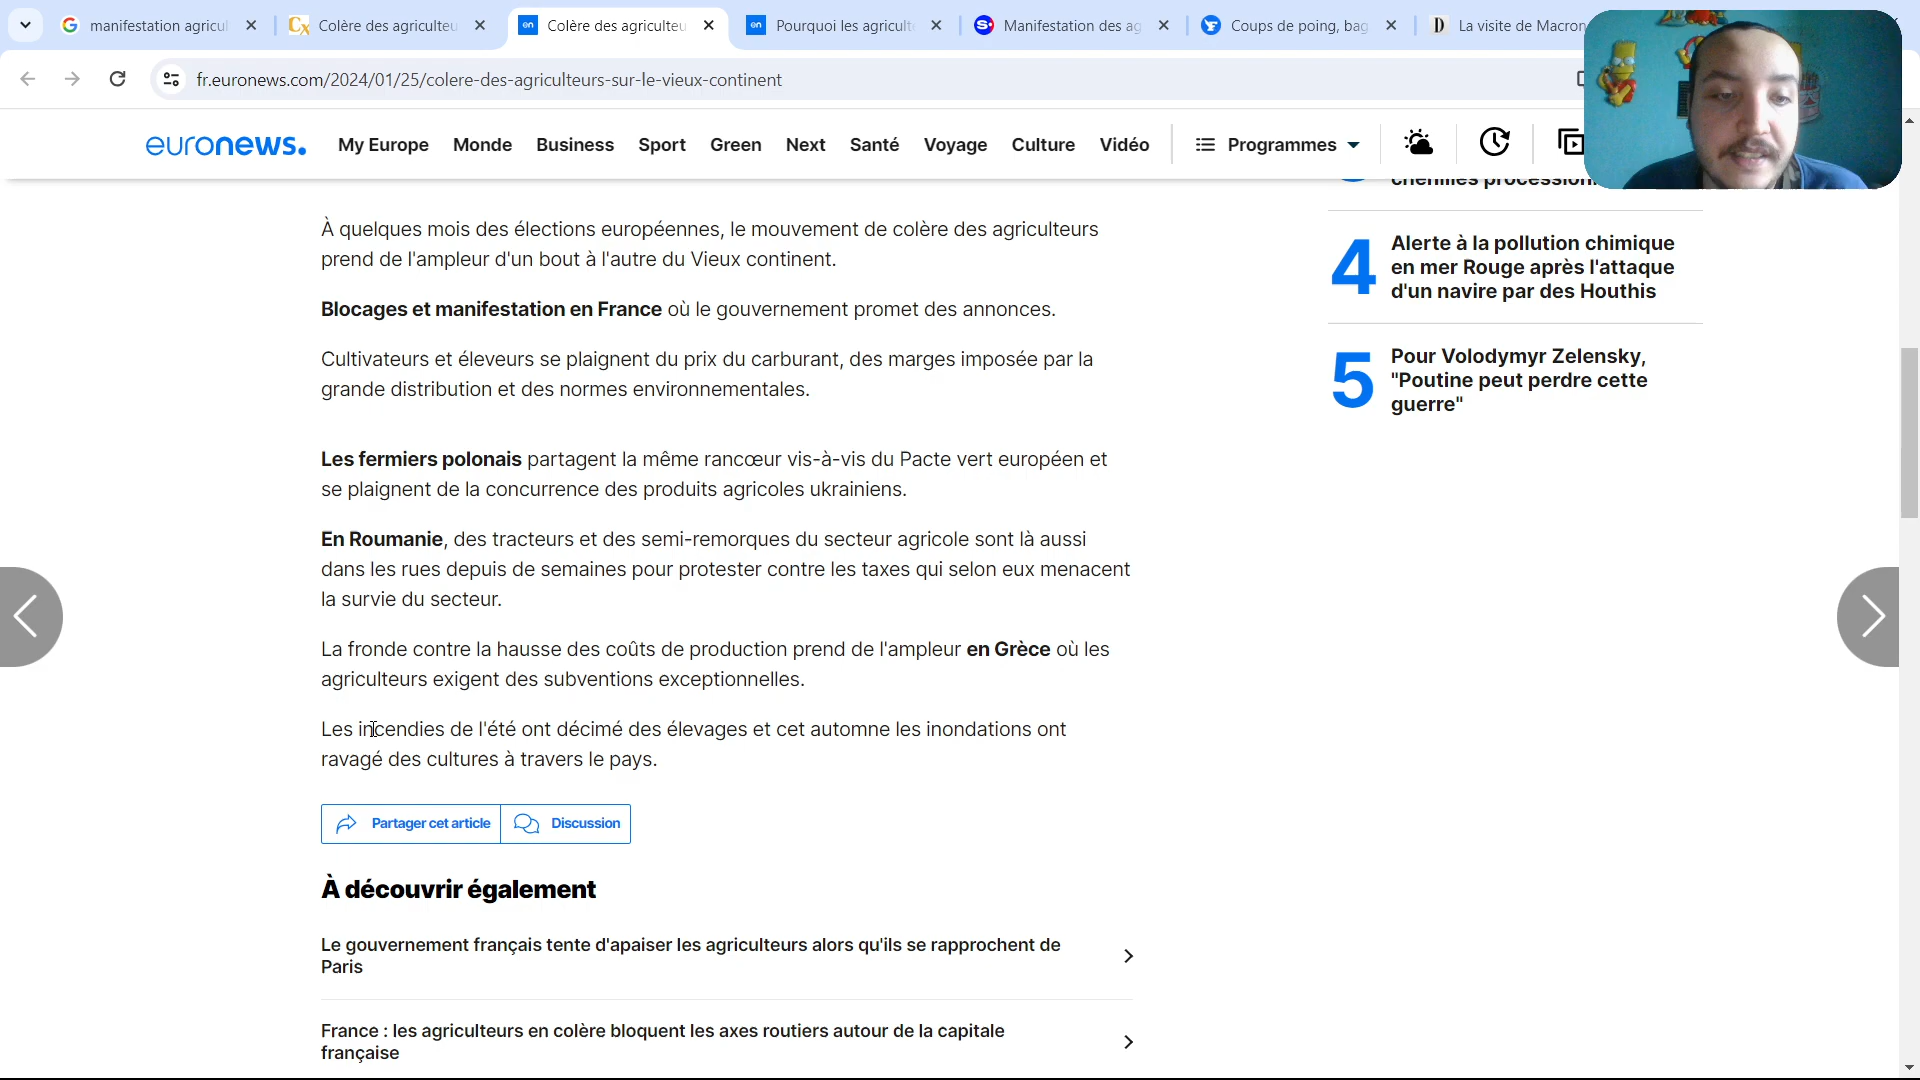 manifestation agricul
Colère des agriculteu
Colère des agriculteu
Pourquoi les agricult
Manifestation des ag
Coups de poing, bag
La visite de Macron
fr.euronews.com/2024/01/25/colere-des-agriculteurs-sur-le-vieux-continent
euronews.
My Europe
Monde
Business
Sport
Green
Next
Santé
Voyage
Culture
Vidéo
Programmes
À quelques mois des élections européennes, le mouvement de colère des agriculteurs
prend de l'ampleur d'un bout à l'autre du Vieux continent.
Blocages et manifestation en France où le gouvernement promet des annonces.
Cultivateurs et éleveurs se plaignent du prix du carburant, des marges imposée par la
grande distribution et des normes environnementales.
Les fermiers polonais partagent la même rancœur vis-à-vis du Pacte vert européen et
se plaignent de la concurrence des produits agricoles ukrainiens.
En Roumanie, des tracteurs et des semi-remorques du secteur agricole sont là aussi
dans les rues depuis de semaines pour protester contre les taxes qui selon eux menacent
la survie du secteur.
La fronde contre la hausse des coûts de production prend de l'ampleur en Grèce où les
agriculteurs exigent des subventions exceptionnelles.
Les incendies de l'été ont décimé des élevages et cet automne les inondations ont
ravagé des cultures à travers le pays.
Partager cet article
Discussion
À découvrir également
Le gouvernement français tente d'apaiser les agriculteurs alors qu'ils se rapprochent de
Paris
France : les agriculteurs en colère bloquent les axes routiers autour de la capitale
française
4
Alerte à la pollution chimique
en mer Rouge après l'attaque
d'un navire par des Houthis
5
Pour Volodymyr Zelensky,
"Poutine peut perdre cette
guerre"